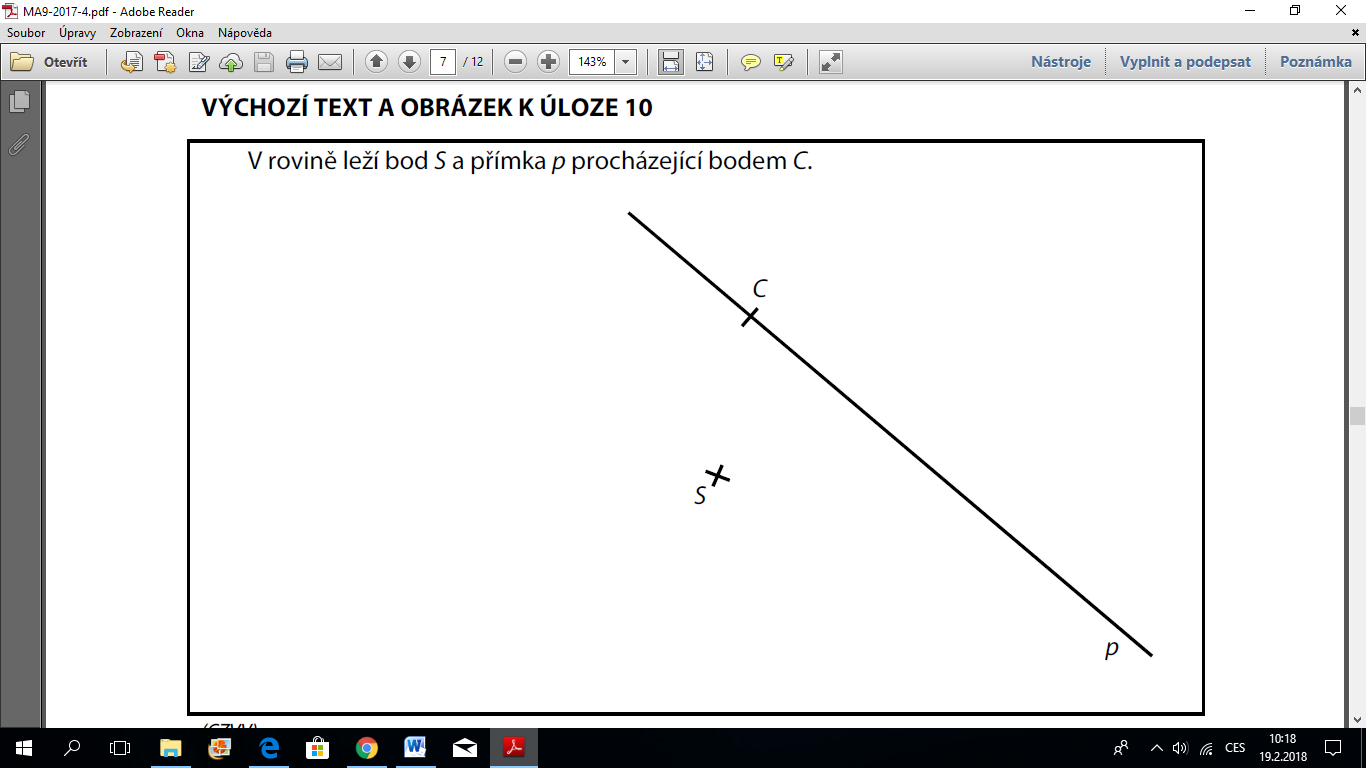 MA9-2017-4.pdf - Adobe Reader
Soubor Úpravy Zobrazení Okna Nápověda
Otevřít 7 / 12 143% Nástroje Vyplnit a podepsat Poznámka
VÝCHOZÍ TEXT A OBRÁZEK K ÚLOZE 10
V rovině leží bod S a přímka p procházející bodem C.
C
S
p
CES
10:18
19.2.2018